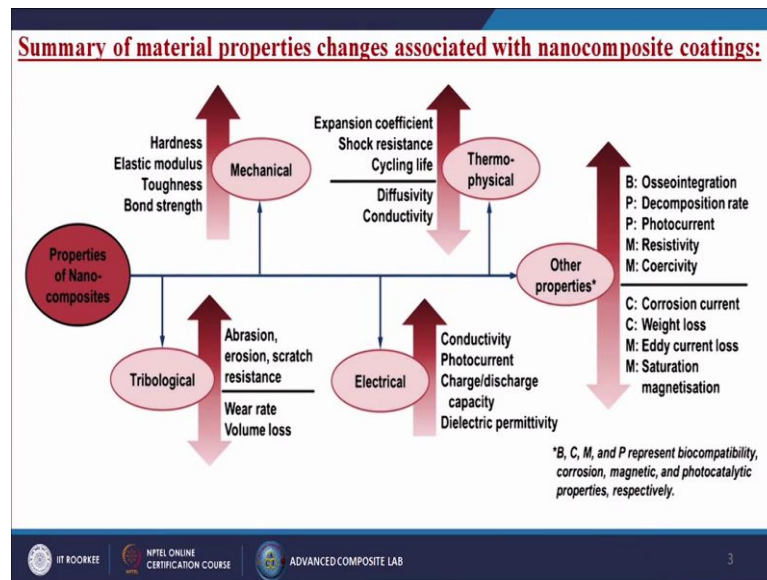 Summary of material properties changes associated with nanocomposite coatings:
Hardness
Elastic modulus
Toughness
Bond strength
Mechanical
Expansion coefficient
Shock resistance
Cycling life
Diffusivity
Conductivity
Thermo-
physical
Properties
of Nano-
composites
Other
properties*
B: Osseointegration
P: Decomposition rate
P: Photocurrent
M: Resistivity
M: Coercivity
C: Corrosion current
C: Weight loss
M: Eddy current loss
M: Saturation
magnetisation
Tribological
Abrasion,
erosion, scratch
resistance
Wear rate
Volume loss
Electrical
Conductivity
Photocurrent
Charge/discharge
capacity
Dielectric permittivity
*B, C, M, and P represent biocompatibility,
corrosion, magnetic, and photocatalytic
properties, respectively.
IIT ROORKEE
NPTEL ONLINE
CERTIFICATION COURSE
ADVANCED COMPOSITE LAB
3